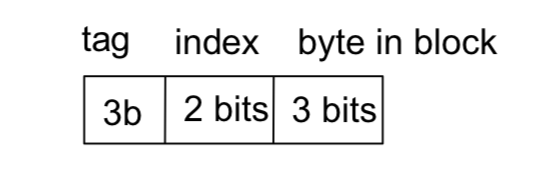 tag index byte in block
3b 2 bits 3 bits